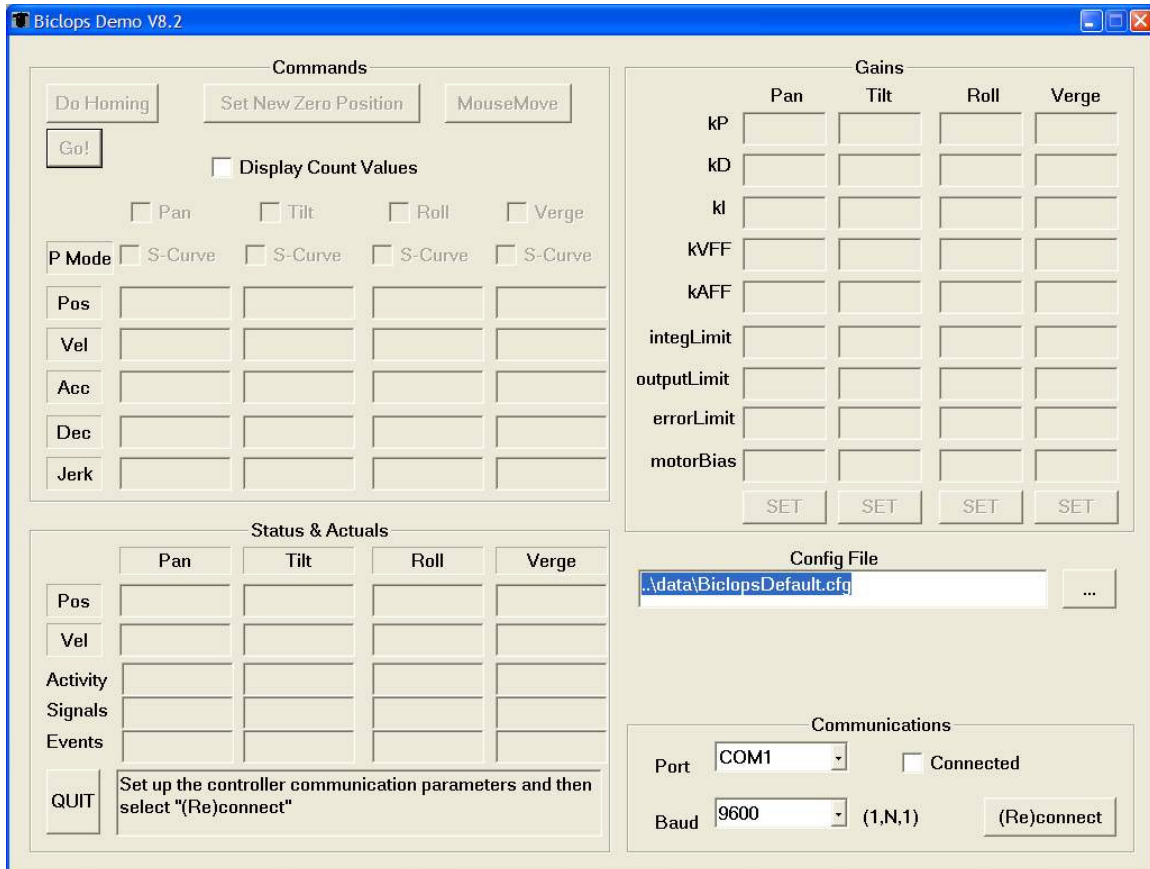 Biclops Demo V8.2
Commands
Do Homing Set New Zero Position MouseMove
Go!
Display Count Values
Pan Tilt Roll Verge
P Mode S-Curve S-Curve S-Curve S-Curve
Pos
Vel
Acc
Dec
Jerk
Gains
Pan Tilt Roll Verge
kP
kD
kI
kVFF
kAFF
integLimit
outputLimit
errorLimit
motorBias
SET SET SET SET
Status & Actuals
Pan Tilt Roll Verge
Pos
Vel
Activity
Signals
Events
QUIT
Set up the controller communication parameters and then
select "(Re)connect"
Config File
..\data\BiclopsDefault.cfg
...
Communications
Port COM1 Connected
Baud 9600 (1,N,1) (Re)connect